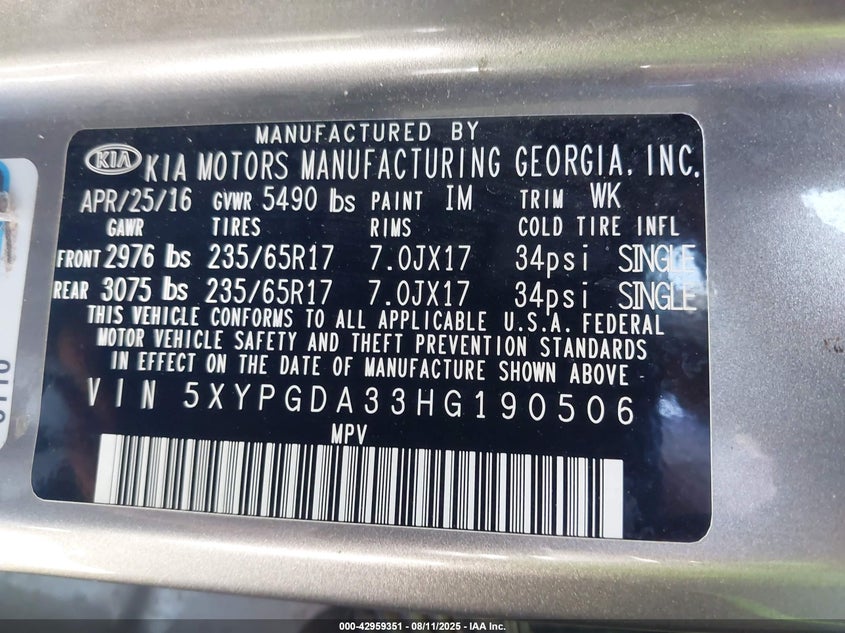 MANUFACTURED BY
KIA KIA MOTORS MANUFACTURING GEORGIA, INC.
APR/25/16 GVWR 5490 lbs PAINT IM TRIM WK
GAWR TIRES RIMS COLD TIRE INFL
FRONT 2976 lbs 235/65R17 7.0JX17 34psi SINGLE
REAR 3075 lbs 235/65R17 7.0JX17 34psi SINGLE
THIS VEHICLE CONFORMS TO ALL APPLICABLE U.S.A. FEDERAL
MOTOR VEHICLE SAFETY AND THEFT PREVENTION STANDARDS
IN EFFECT ON THE DATE OF MANUFACTURE SHOWN ABOVE
VIN 5XYPGDA33HG190506
MPV
000-42959351 - 08/11/2025 - IAA Inc.